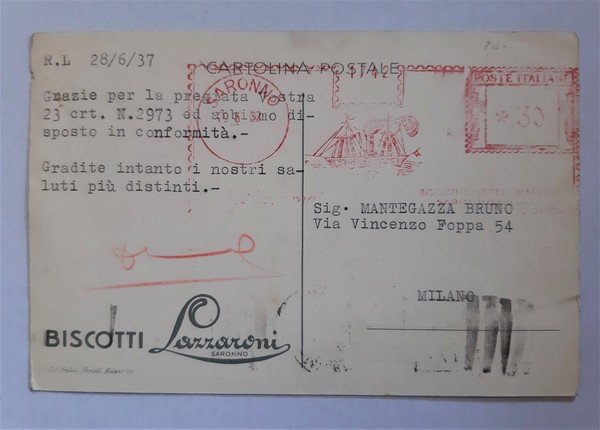 R.L 28/6/37
CARTOLINA POSTALE
Grazie per la pregiata Vostra
23 crt. N.2973 ed abbiamo di-
sposto in conformità.-
Gradite intanto i nostri sa-
luti più distinti.-
SARONNO
POSTE ITALIANE
30
20-
Sig. MANTEGAZZA BRUNO
Via Vincenzo Foppa 54
MILANO
BISCOTTI Lazzaroni
SARONNO